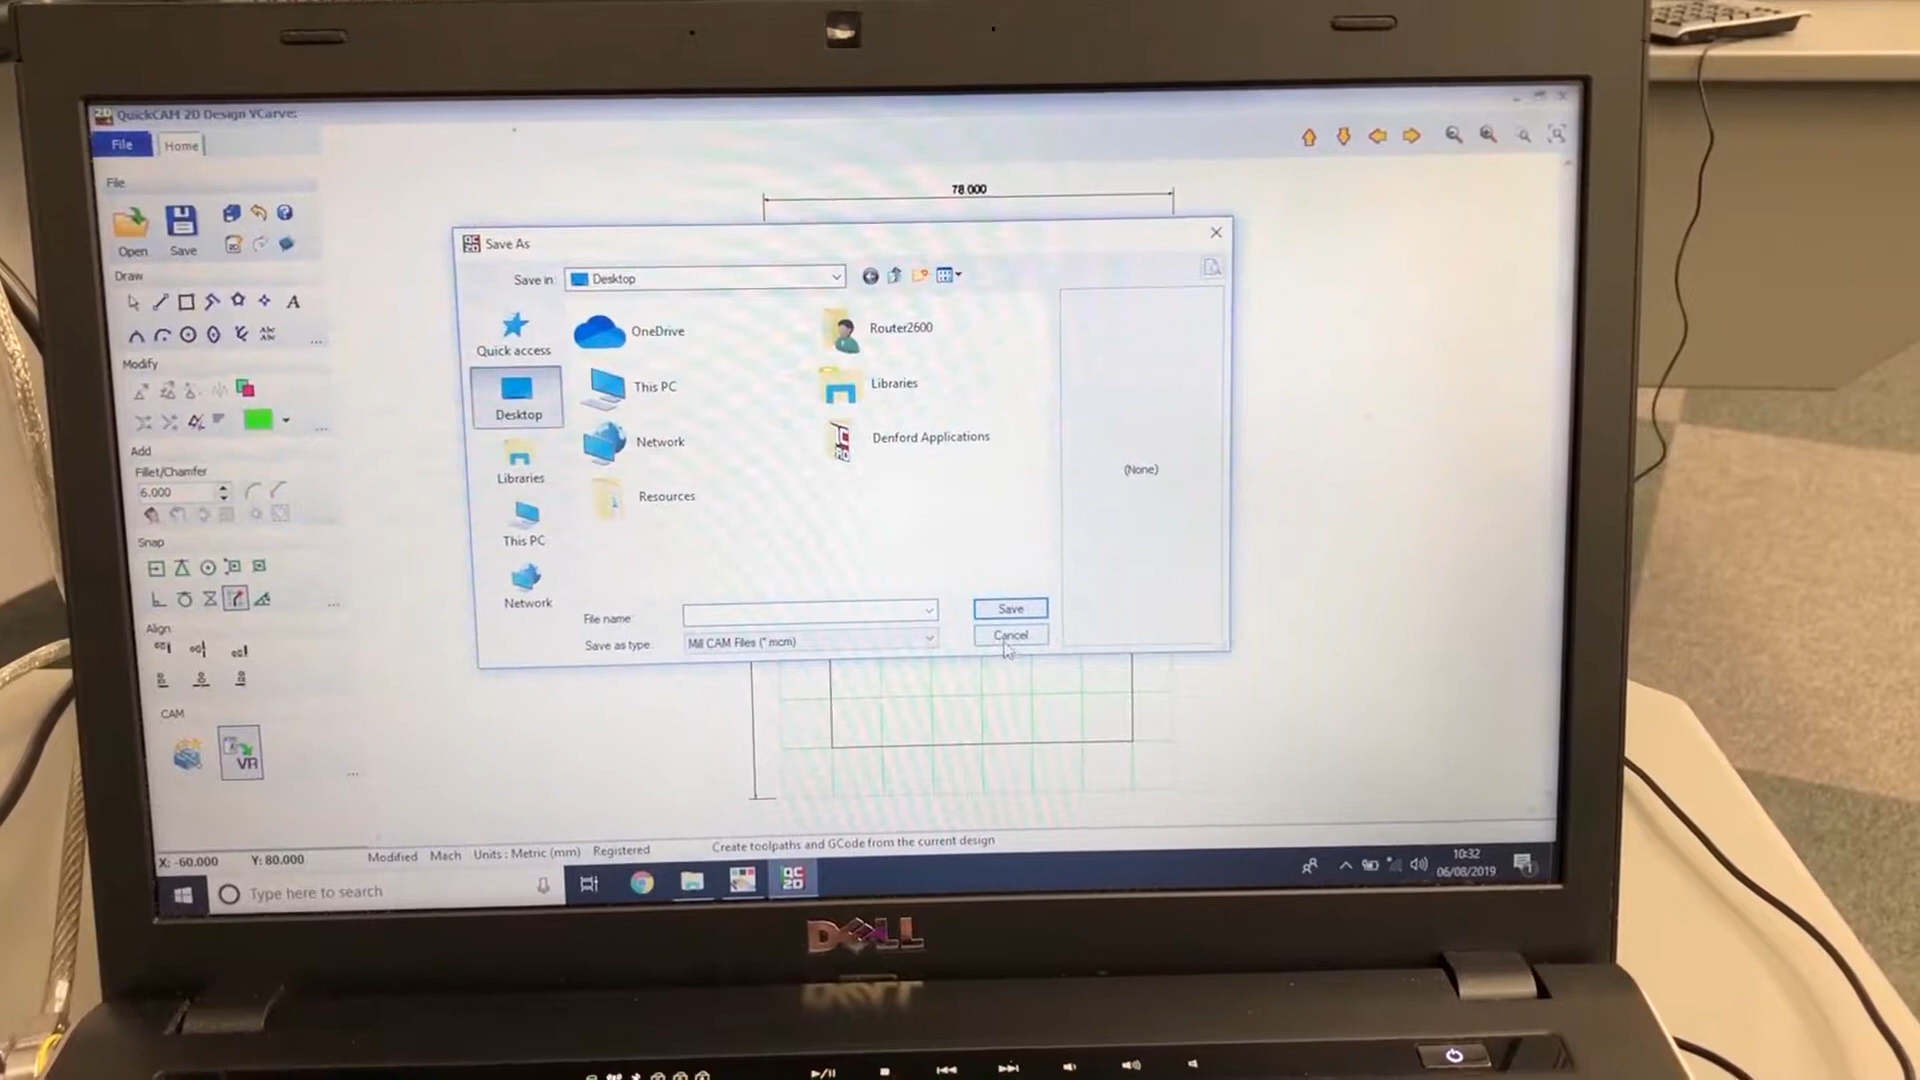 QuickCAM 2D Design VCarve:
File
Home
78.000
File
Open
Save
Draw
A
Modify
Add
Fillet/Chamfer
6.000
Snap
Align
CAM
VR
Save As
Save in:
Desktop
Quick access
Desktop
Libraries
This PC
Network
OneDrive
Router2600
This PC
Libraries
Network
Denford Applications
Resources
(None)
File name:
Save
Save as type:
Mill CAM Files (*.mcm)
Cancel
X: -60.000
Y: 80.000
Modified
Mach
Units : Metric (mm)
Registered
Create toolpaths and GCode from the current design
Type here to search
QC
2D
10:32
06/08/2019
DELL